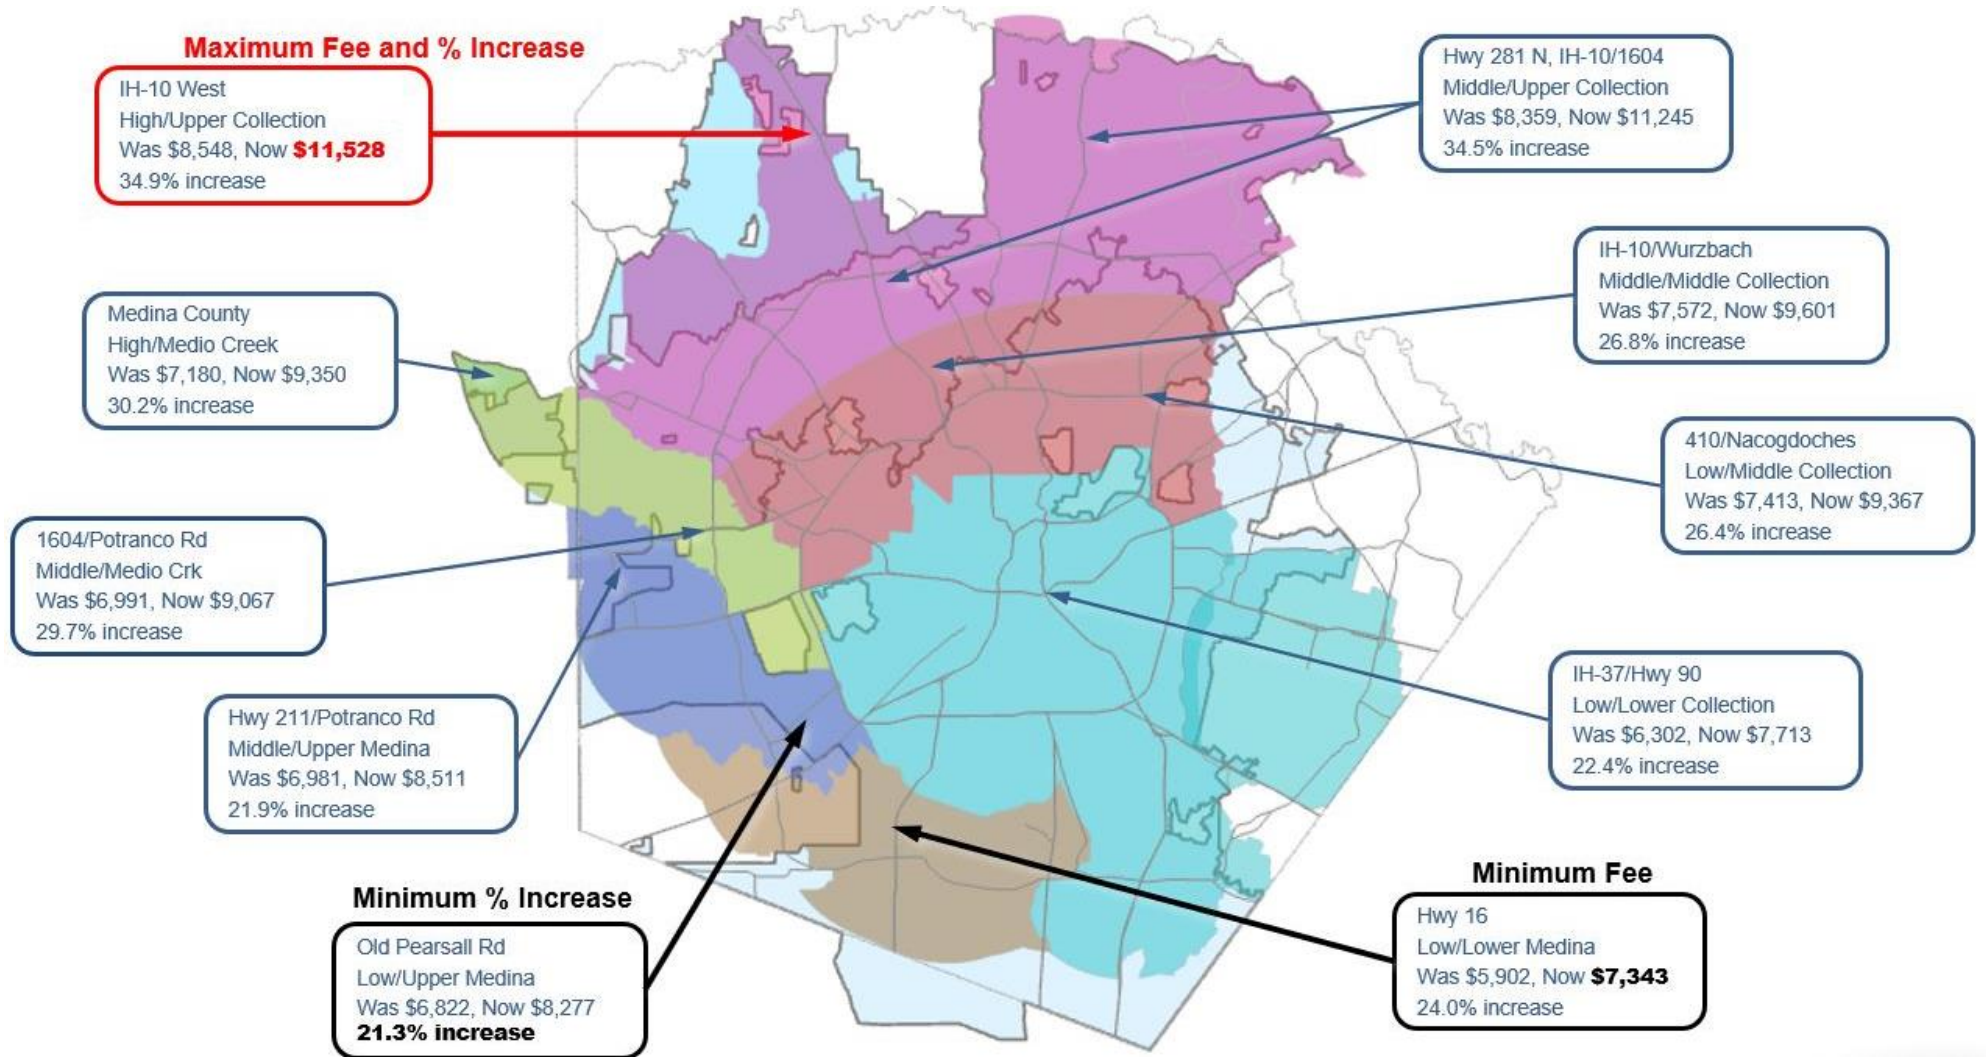 Maximum Fee and % Increase
IH-10 West
High/Upper Collection
Was $8,548, Now $11,528
34.9% increase
Hwy 281 N, IH-10/1604
Middle/Upper Collection
Was $8,359, Now $11,245
34.5% increase
IH-10/Wurzbach
Middle/Middle Collection
Was $7,572, Now $9,601
26.8% increase
Medina County
High/Medio Creek
Was $7,180, Now $9,350
30.2% increase
410/Nacogdoches
Low/Middle Collection
Was $7,413, Now $9,367
26.4% increase
1604/Potranco Rd
Middle/Medio Crk
Was $6,991, Now $9,067
29.7% increase
IH-37/Hwy 90
Low/Lower Collection
Was $6,302, Now $7,713
22.4% increase
Hwy 211/Potranco Rd
Middle/Upper Medina
Was $6,981, Now $8,511
21.9% increase
Minimum % Increase
Old Pearsall Rd
Low/Upper Medina
Was $6,822, Now $8,277
21.3% increase
Minimum Fee
Hwy 16
Low/Lower Medina
Was $5,902, Now $7,343
24.0% increase